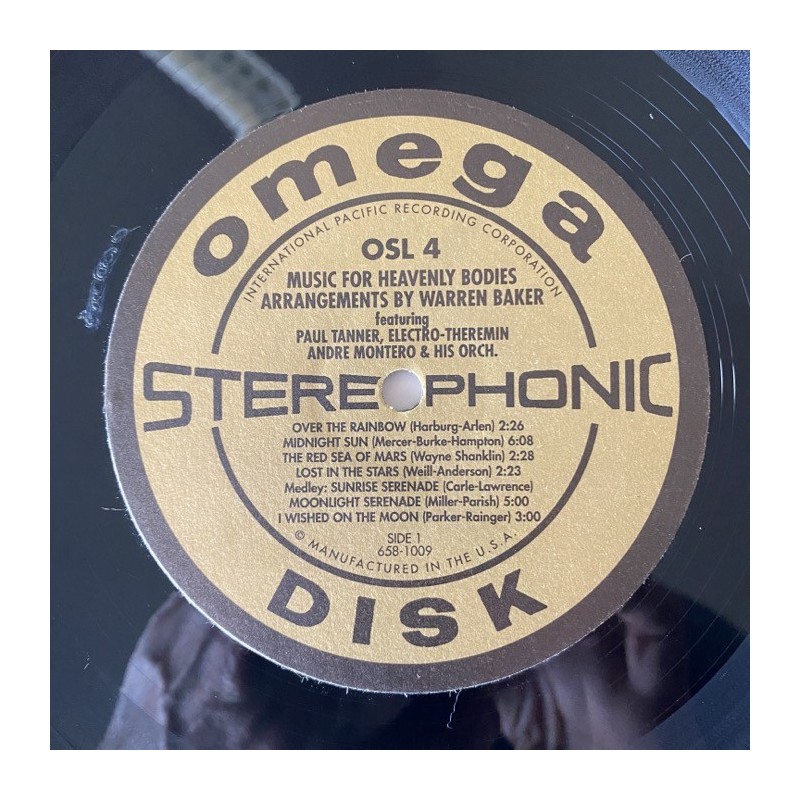 omega
INTERNATIONAL PACIFIC RECORDING CORPORATION
OSL 4
MUSIC FOR HEAVENLY BODIES
ARRANGEMENTS BY WARREN BAKER
featuring
PAUL TANNER, ELECTRO-THEREMIN
ANDRE MONTERO & HIS ORCH.
STEREOPHONIC
OVER THE RAINBOW (Harburg-Arlen) 2:26
MIDNIGHT SUN (Mercer-Burke-Hampton) 6:08
THE RED SEA OF MARS (Wayne Shanklin) 2:28
LOST IN THE STARS (Weill-Anderson) 2:23
Medley: SUNRISE SERENADE (Carle-Lawrence)
MOONLIGHT SERENADE (Miller-Parish) 5:00
I WISHED ON THE MOON (Parker-Rainger) 3:00
SIDE 1
658-1009
© MANUFACTURED IN THE U.S.A.
DISK